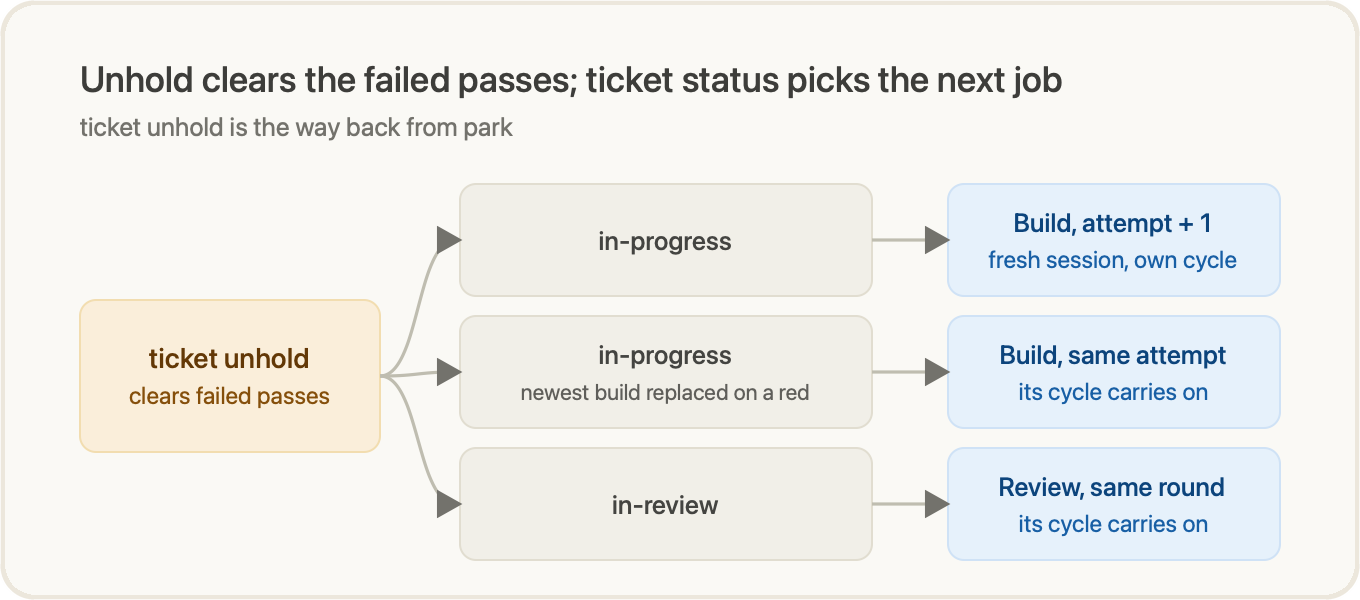 Unhold clears the failed passes; ticket status picks the next job
ticket unhold is the way back from park
ticket unhold
clears failed passes
in-progress
Build, attempt + 1
fresh session, own cycle
in-progress
newest build replaced on a red
Build, same attempt
its cycle carries on
in-review
Review, same round
its cycle carries on